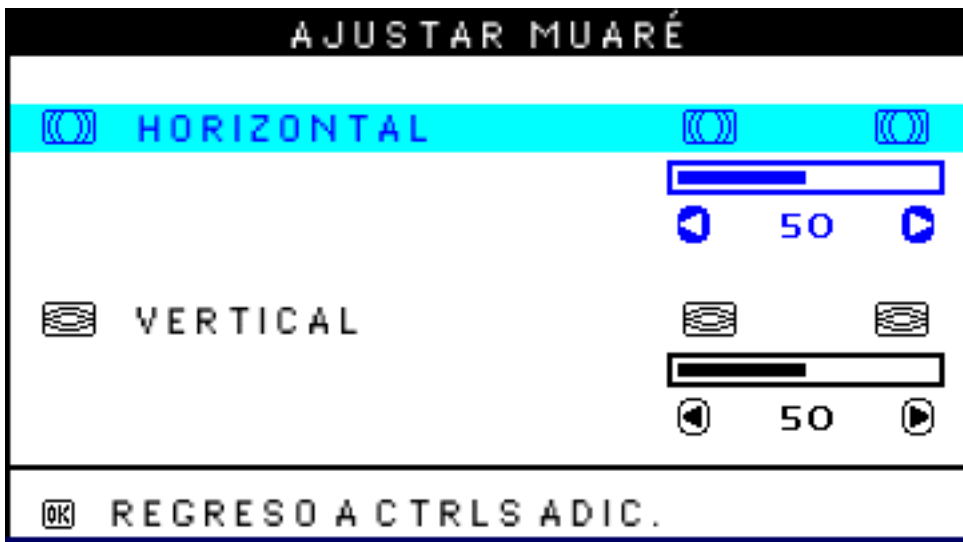 AJUSTAR MUARÉ
HORIZONTAL
50
VERTICAL
50
OK REGRESO A CTRLS ADIC.